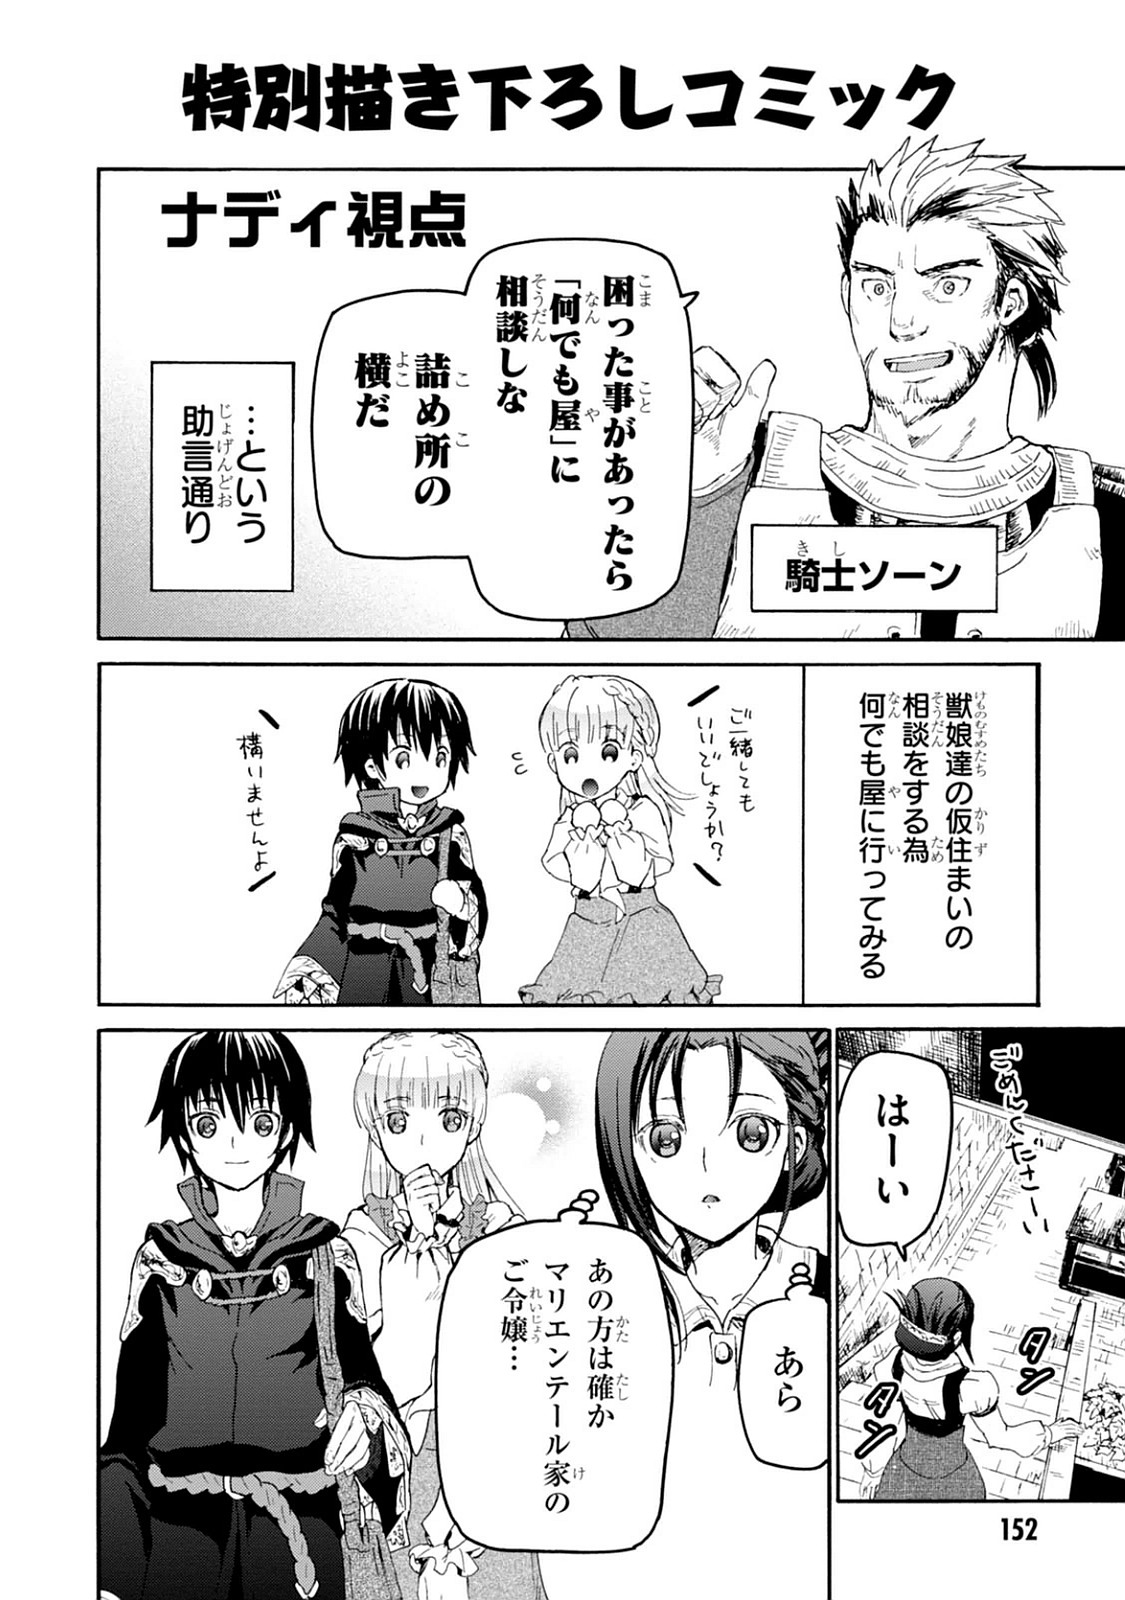 特別描き下ろしコミック
ナディ視点
困った事があったら
「何でも屋」に
相談しな
詰め所の
横だ
騎士ソーン
…という
助言通り
獣娘達の仮住まいの
相談をする為
何でも屋に行ってみる
ご一緒しても
いいでしょうか?
構いませんよ
ごめんくださーい
はーい
タン
タン
あら
あの方は確か
マリエンテール家の
ご令嬢…
152